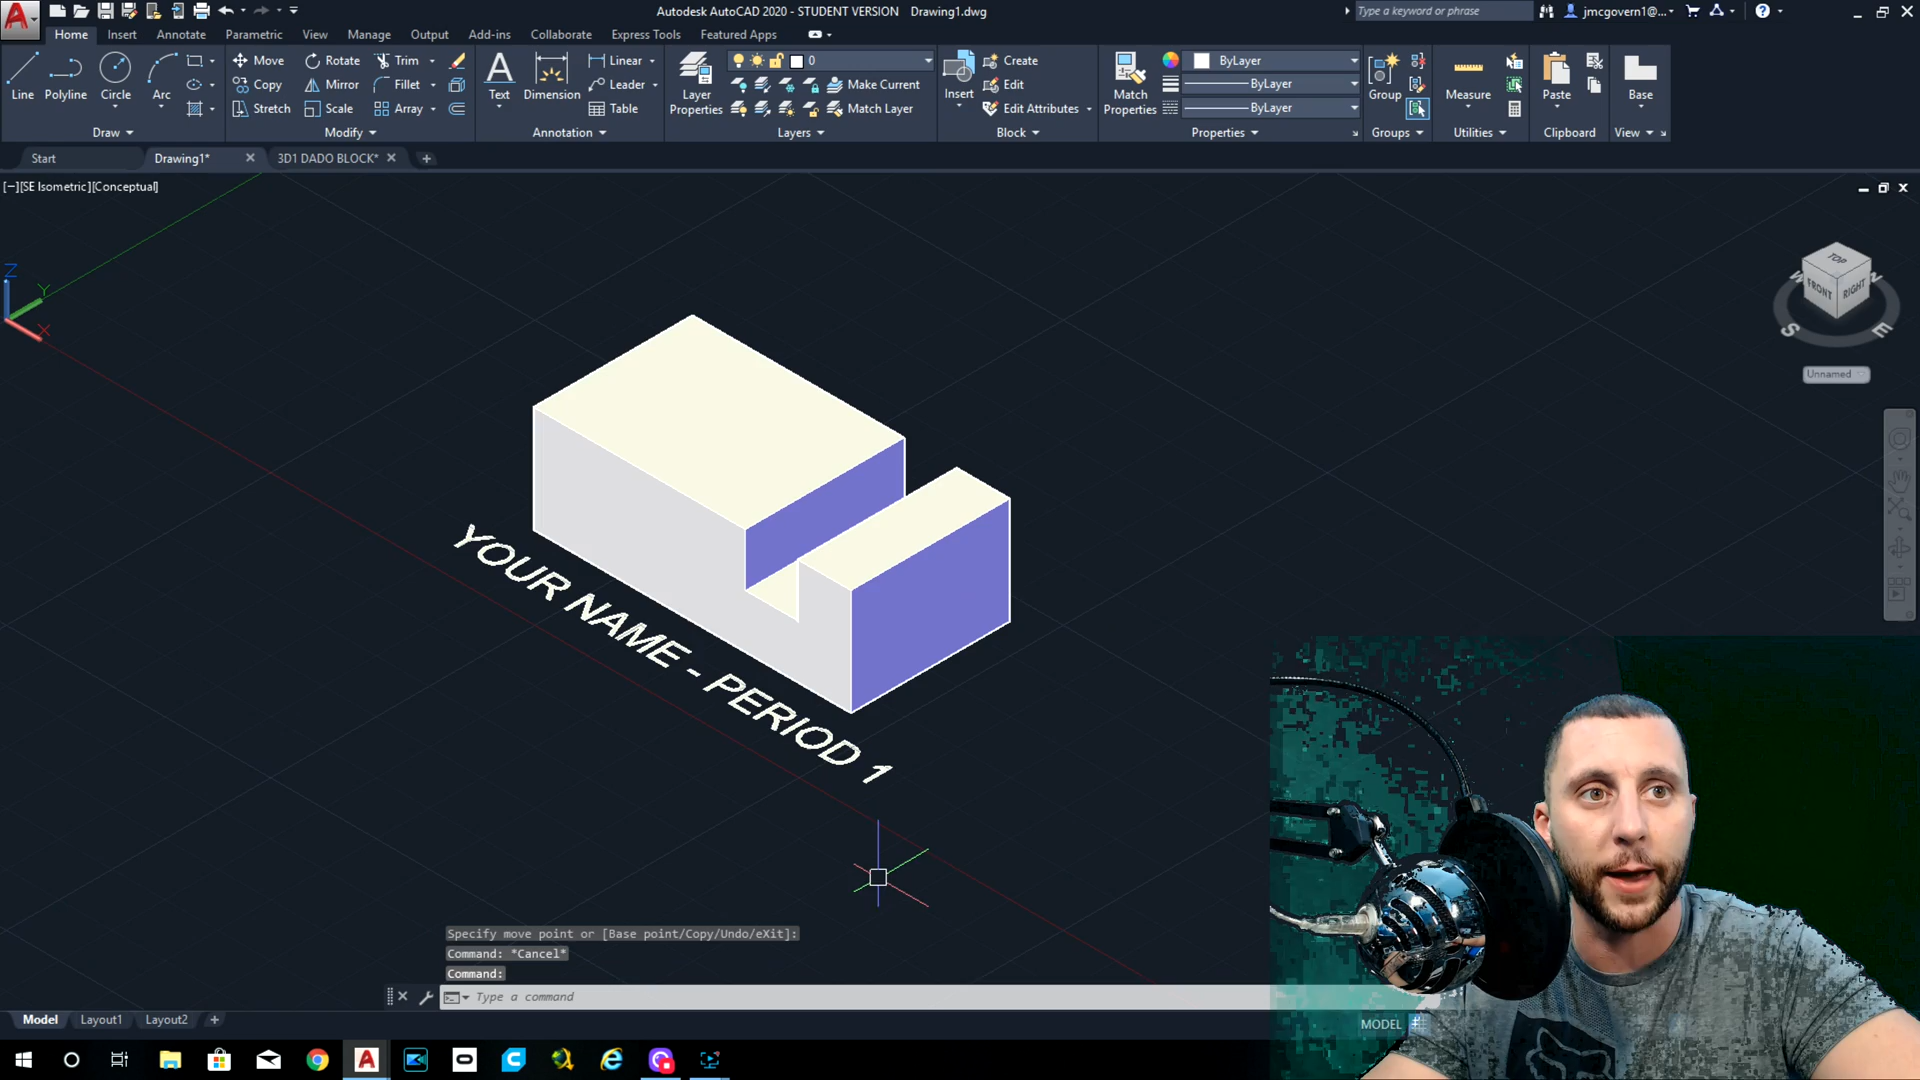 Autodesk AutoCAD 2020 - STUDENT VERSION Drawing1.dwg
Type a keyword or phrase
jmcgovern1@...
Home Insert Annotate Parametric View Manage Output Add-ins Collaborate Express Tools Featured Apps
Line Polyline Circle Arc
Move Rotate Trim
Copy Mirror Fillet
Stretch Scale Array
Text Dimension
Linear
Leader
Table
Layer Properties
0
Make Current
Match Layer
Insert
Create
Edit
Edit Attributes
Match Properties
ByLayer
ByLayer
ByLayer
Group
Measure
Paste
Base
Draw Modify Annotation Layers Block Properties Groups Utilities Clipboard View
Start Drawing1* 3D1 DADO BLOCK*
[−][SE Isometric][Conceptual]
Z
Y
X
TOP
FRONT RIGHT
W N
S E
Unnamed
YOUR NAME - PERIOD 1
Specify move point or [Base point/Copy/Undo/eXit]:
Command: *Cancel*
Command:
Type a command
Model Layout1 Layout2
MODEL